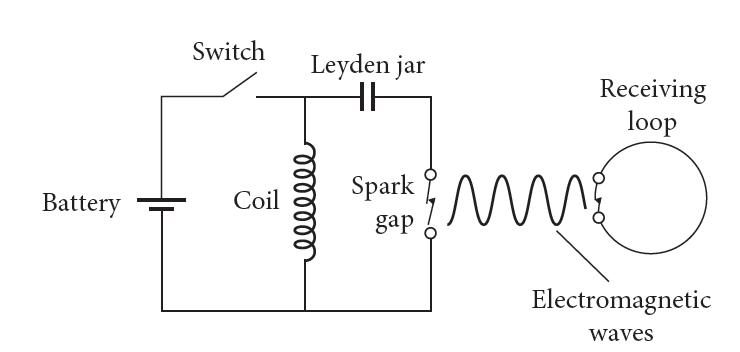 Switch
Leyden jar
Receiving
loop
Battery
Coil
Spark
gap
Electromagnetic
waves